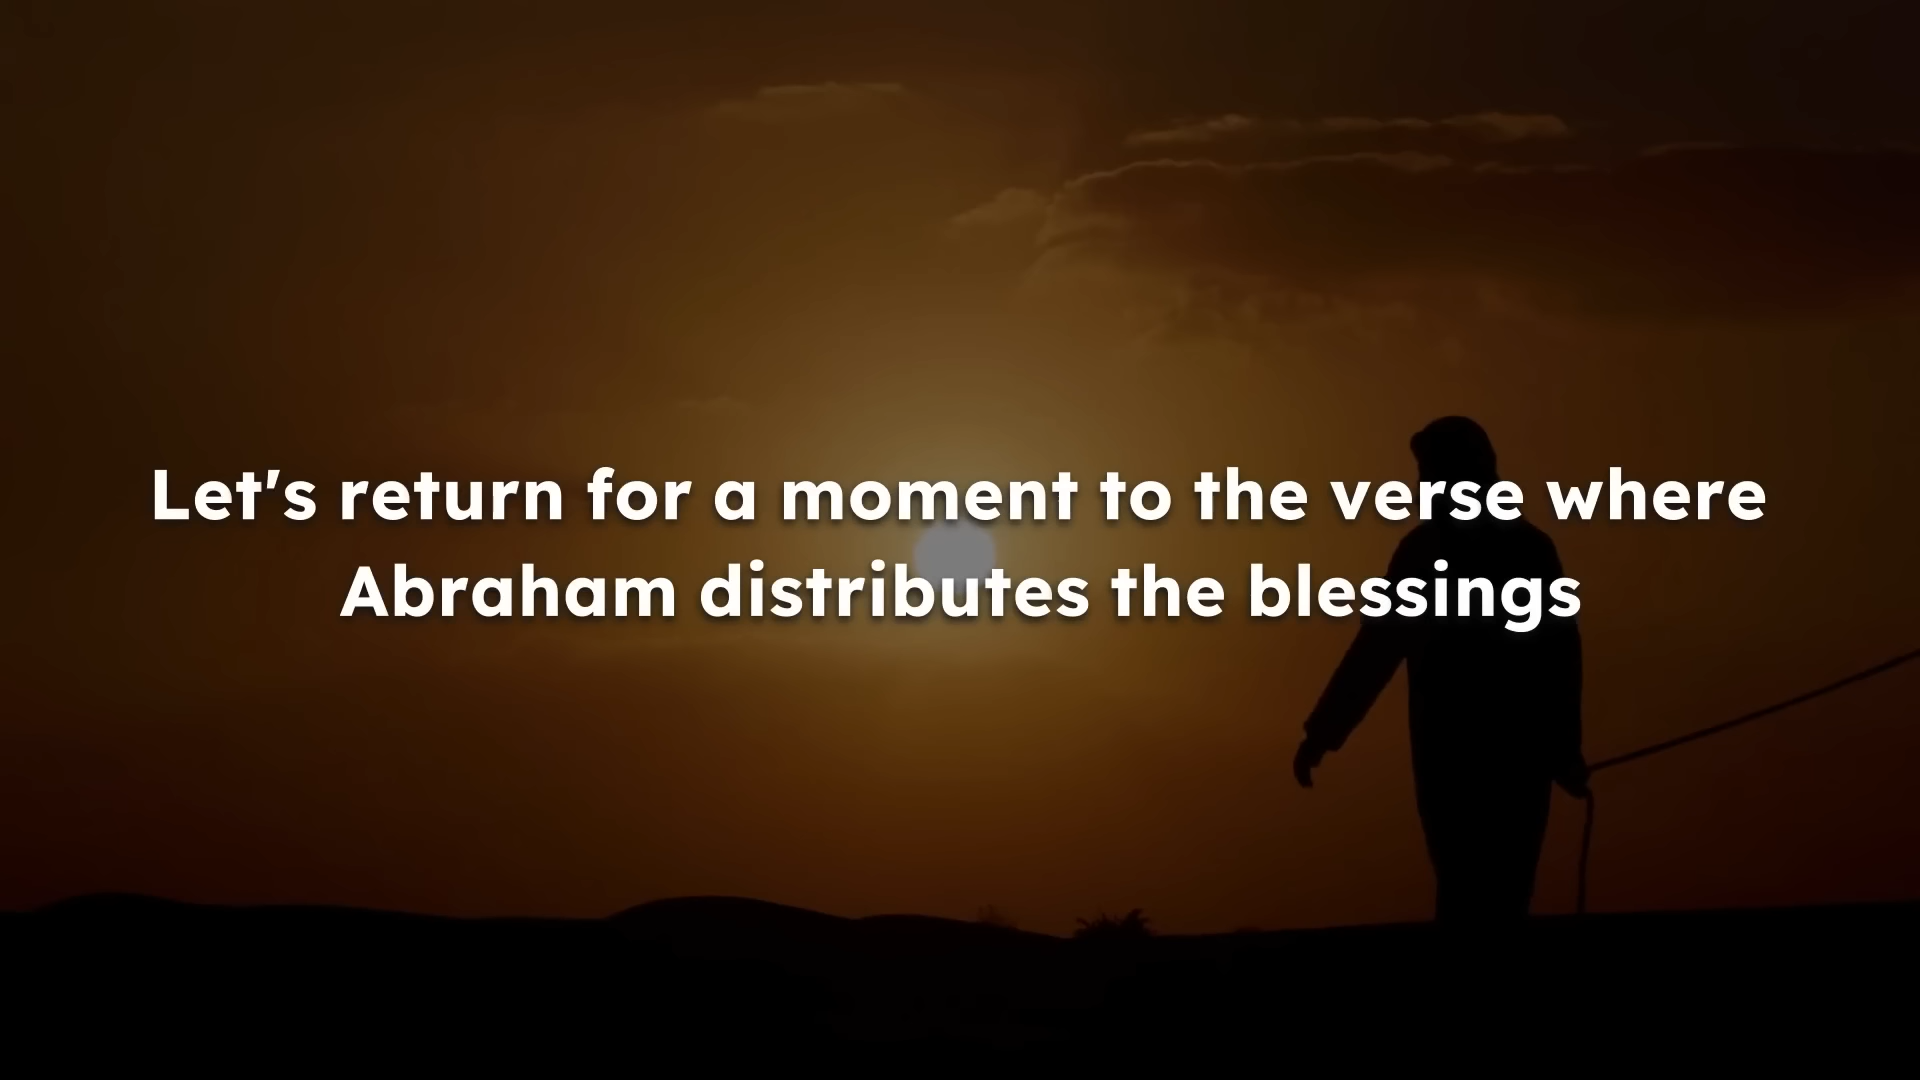 Let's return for a moment to the verse where
Abraham distributes the blessings